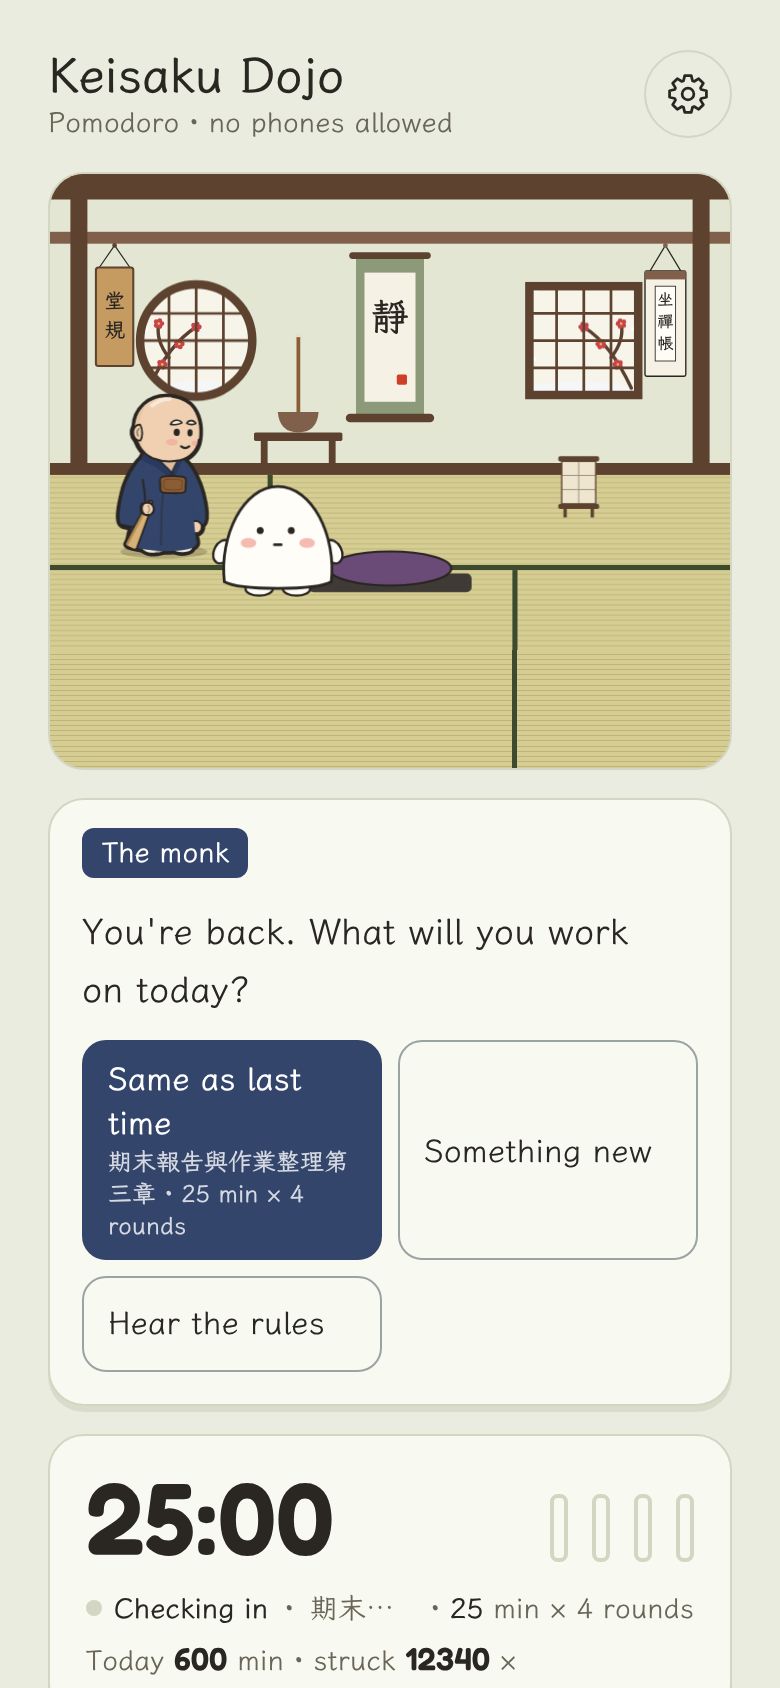 Keisaku Dojo
Pomodoro • no phones allowed
堂規
靜
坐禪帳
The monk
You're back. What will you work
on today?
Same as last
time
期末報告與作業整理第
三章 • 25 min × 4
rounds
Something new
Hear the rules
25:00
Checking in • 期末… • 25 min × 4 rounds
Today 600 min • struck 12340 ×